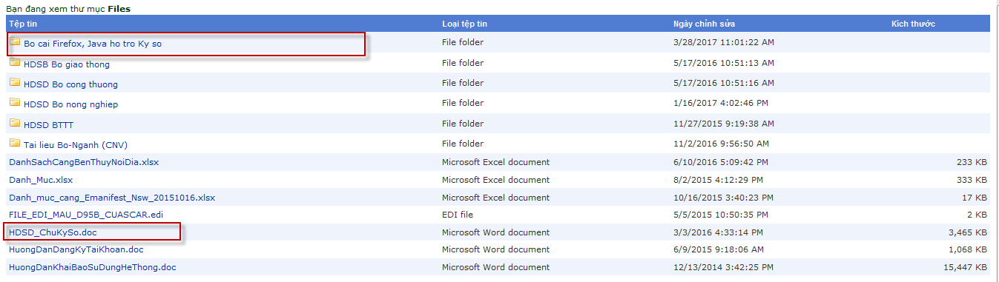 Bạn đang xem thư mục Files
Tệp tin Loại tệp tin Ngày chỉnh sửa Kích thước
Bo cai Firefox, Java ho tro Ky so File folder 3/28/2017 11:01:22 AM
HDSB Bo giao thong File folder 5/17/2016 10:51:13 AM
HDSD Bo cong thuong File folder 5/17/2016 10:51:16 AM
HDSD Bo nong nghiep File folder 1/16/2017 4:02:46 PM
HDSD BTTT File folder 11/27/2015 9:19:38 AM
Tai lieu Bo-Nganh (CNV) File folder 11/2/2016 9:56:50 AM
DanhSachCangBenThuyNoiDia.xlsx Microsoft Excel document 6/10/2016 5:09:42 PM 233 KB
Danh_Muc.xlsx Microsoft Excel document 8/2/2015 4:12:29 PM 333 KB
Danh_muc_cang_Emanifest_Nsw_20151016.xlsx Microsoft Excel document 10/16/2015 3:40:23 PM 17 KB
FILE_EDI_MAU_D95B_CUASCAR.edi EDI file 5/5/2015 10:50:35 PM 2 KB
HDSD_ChuKySo.doc Microsoft Word document 3/3/2016 4:33:14 PM 3,465 KB
HuongDanDangKyTaiKhoan.doc Microsoft Word document 6/9/2015 9:18:06 AM 1,068 KB
HuongDanKhaiBaoSuDungHeThong.doc Microsoft Word document 12/13/2014 3:42:25 PM 15,447 KB